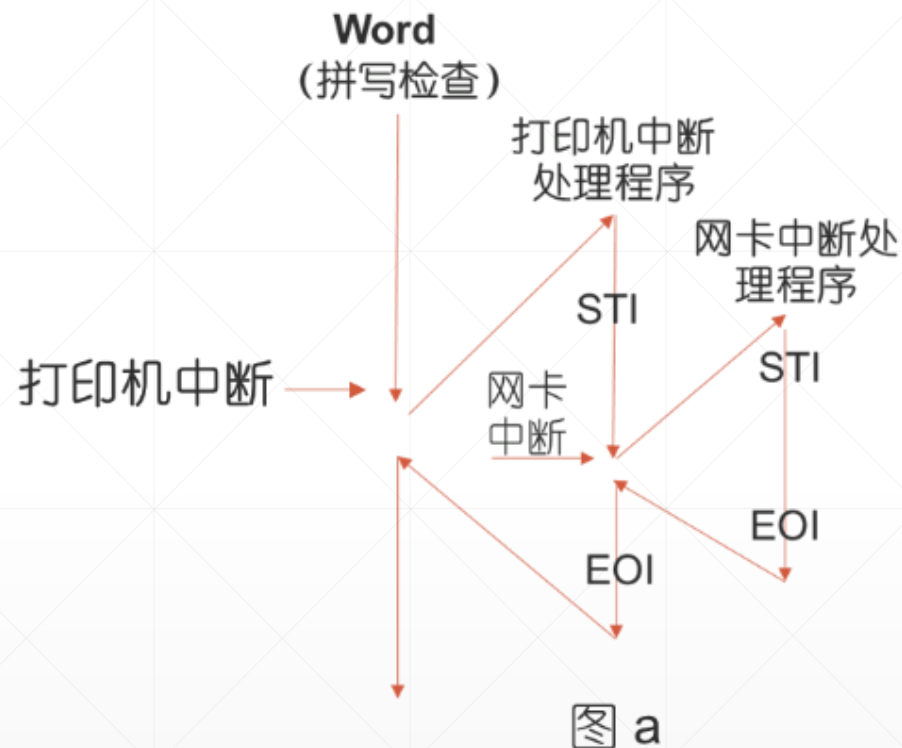 Word
（拼写检查）
打印机中断
处理程序
网卡中断处
理程序
STI
STI
打印机中断
网卡
中断
EOI
EOI
图 a